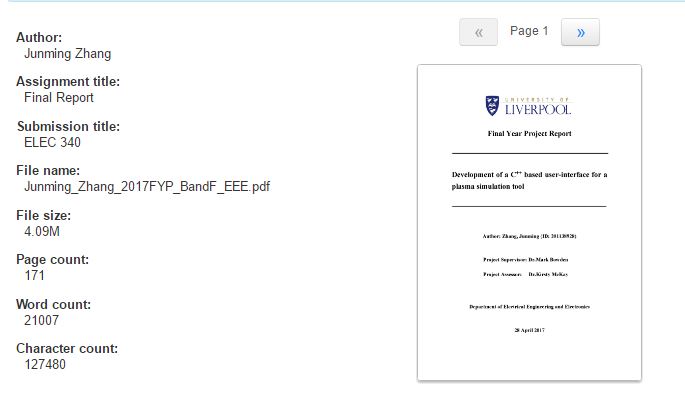 Author:
Junming Zhang
Assignment title:
Final Report
Submission title:
ELEC 340
File name:
Junming_Zhang_2017FYP_BandF_EEE.pdf
File size:
4.09M
Page count:
171
Word count:
21007
Character count:
127480
« Page 1 »
UNIVERSITY OF
LIVERPOOL
Final Year Project Report
Development of a C++ based user-interface for a
plasma simulation tool
Author: Zhang, Junming (ID:
Project Supervisor: Dr.Mark Bowden
Project Assessor: Dr.Kirsty McKay
Department of Electrical Engineering and Electronics
28 April 2017